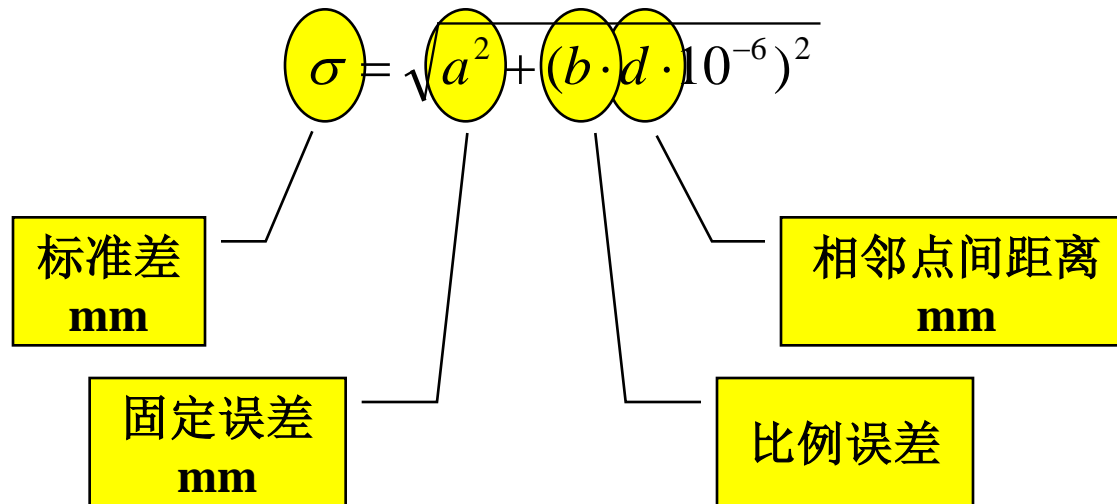 σ = √a² + (b · d · 10⁻⁶)²
标准差
mm
相邻点间距离
mm
固定误差
mm
比例误差